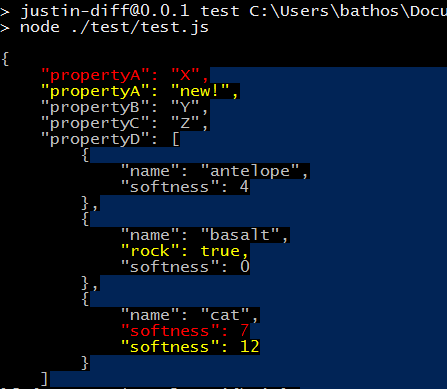 > justin-diff@0.0.1 test C:\Users\bathos\Docu
> node ./test/test.js
{
"propertyA": "X",
"propertyA": "new!",
"propertyB": "Y",
"propertyC": "Z",
"propertyD": [
{
"name": "antelope",
"softness": 4
},
{
"name": "basalt",
"rock": true,
"softness": 0
},
{
"name": "cat",
"softness": 7
"softness": 12
}
]